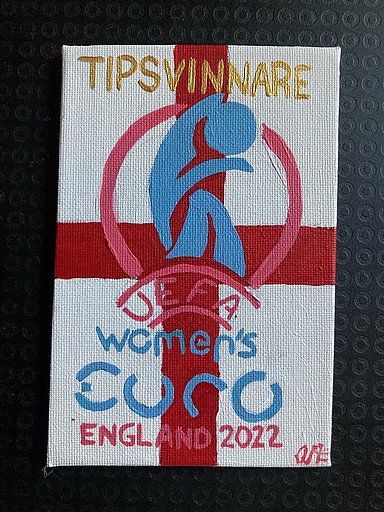 TIPSVINNARE
UEFA
women's
EURO
ENGLAND 2022